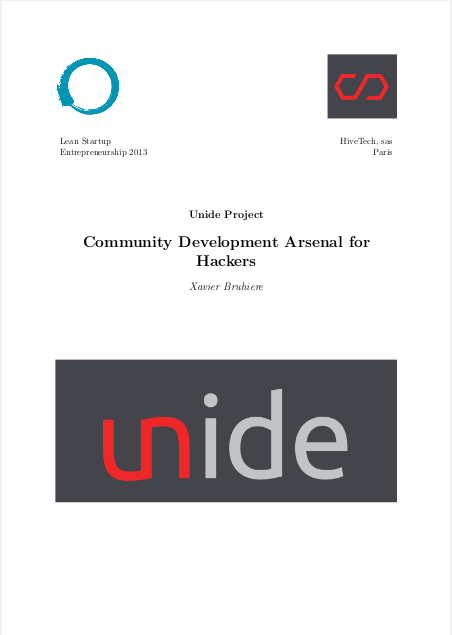 Lean Startup
Entrepreneurship 2013
HiveTech, sas
Paris
Unide Project
Community Development Arsenal for
Hackers
Xavier Bruhiere
unide